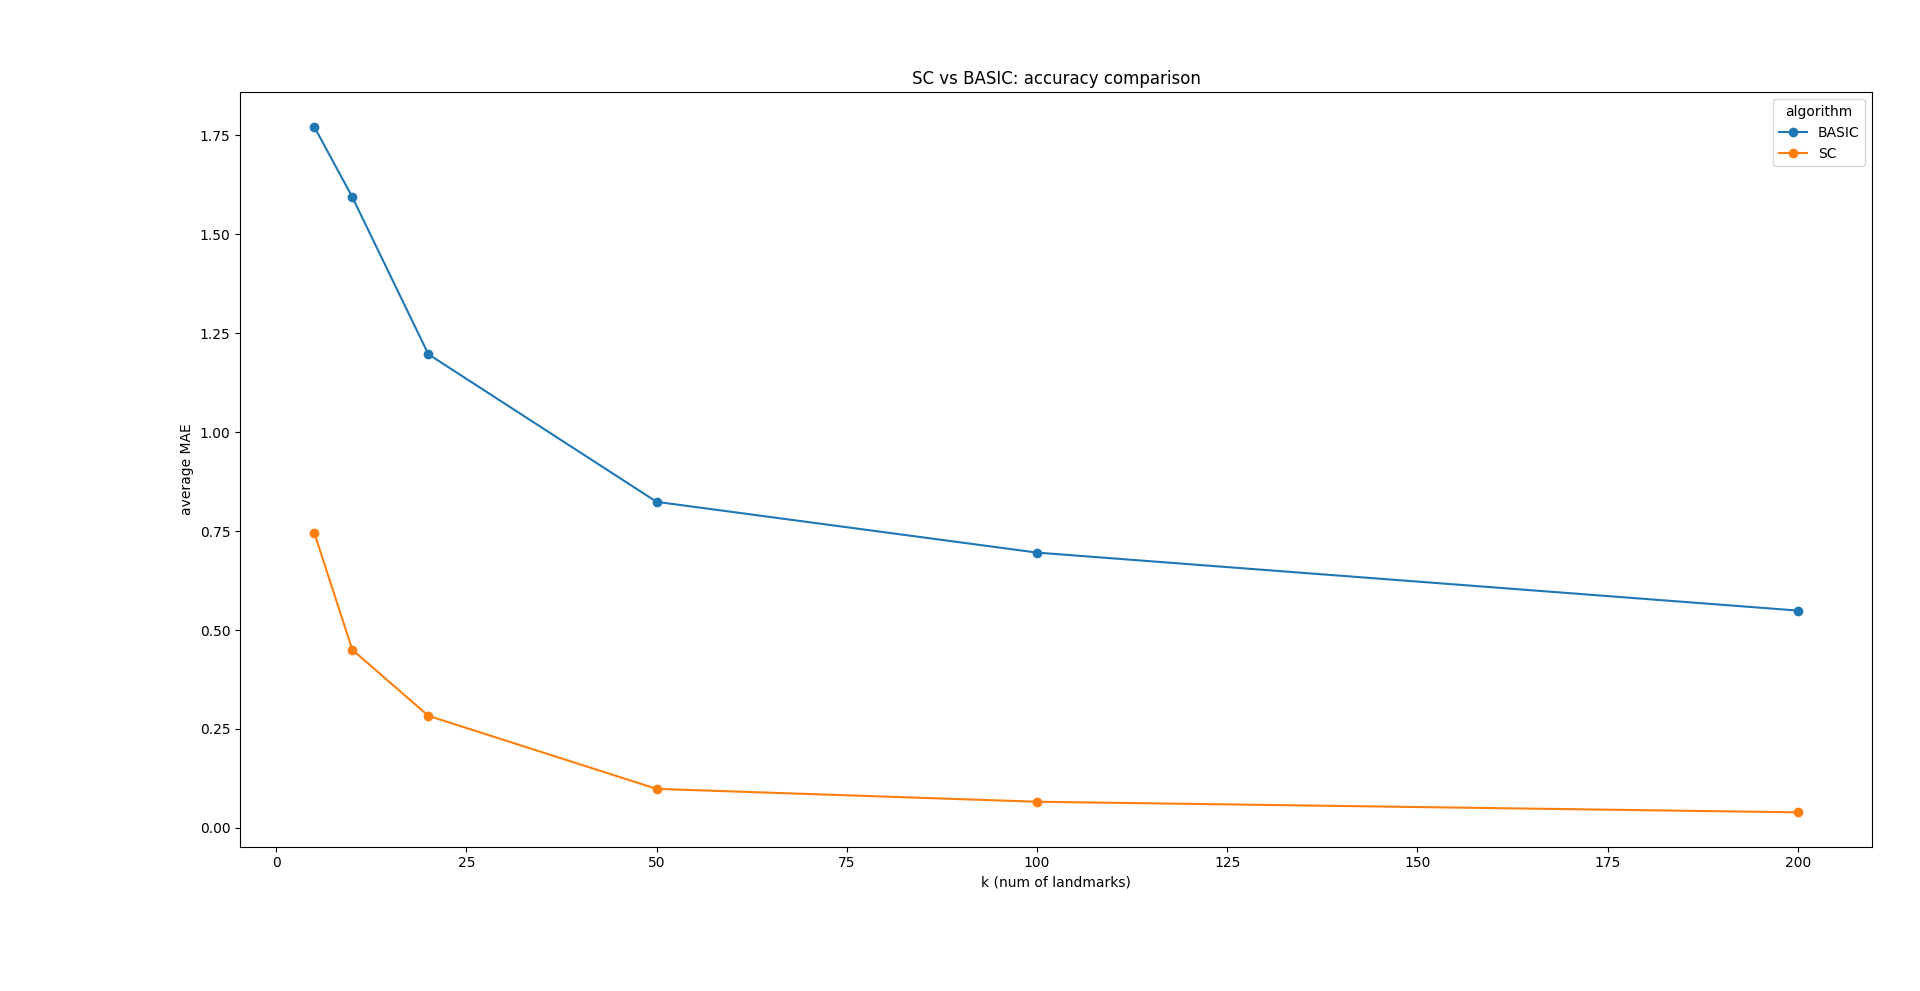 SC vs BASIC: accuracy comparison
algorithm
BASIC
SC
average MAE
1.75
1.50
1.25
1.00
0.75
0.50
0.25
0.00
0 25 50 75 100 125 150 175 200
k (num of landmarks)